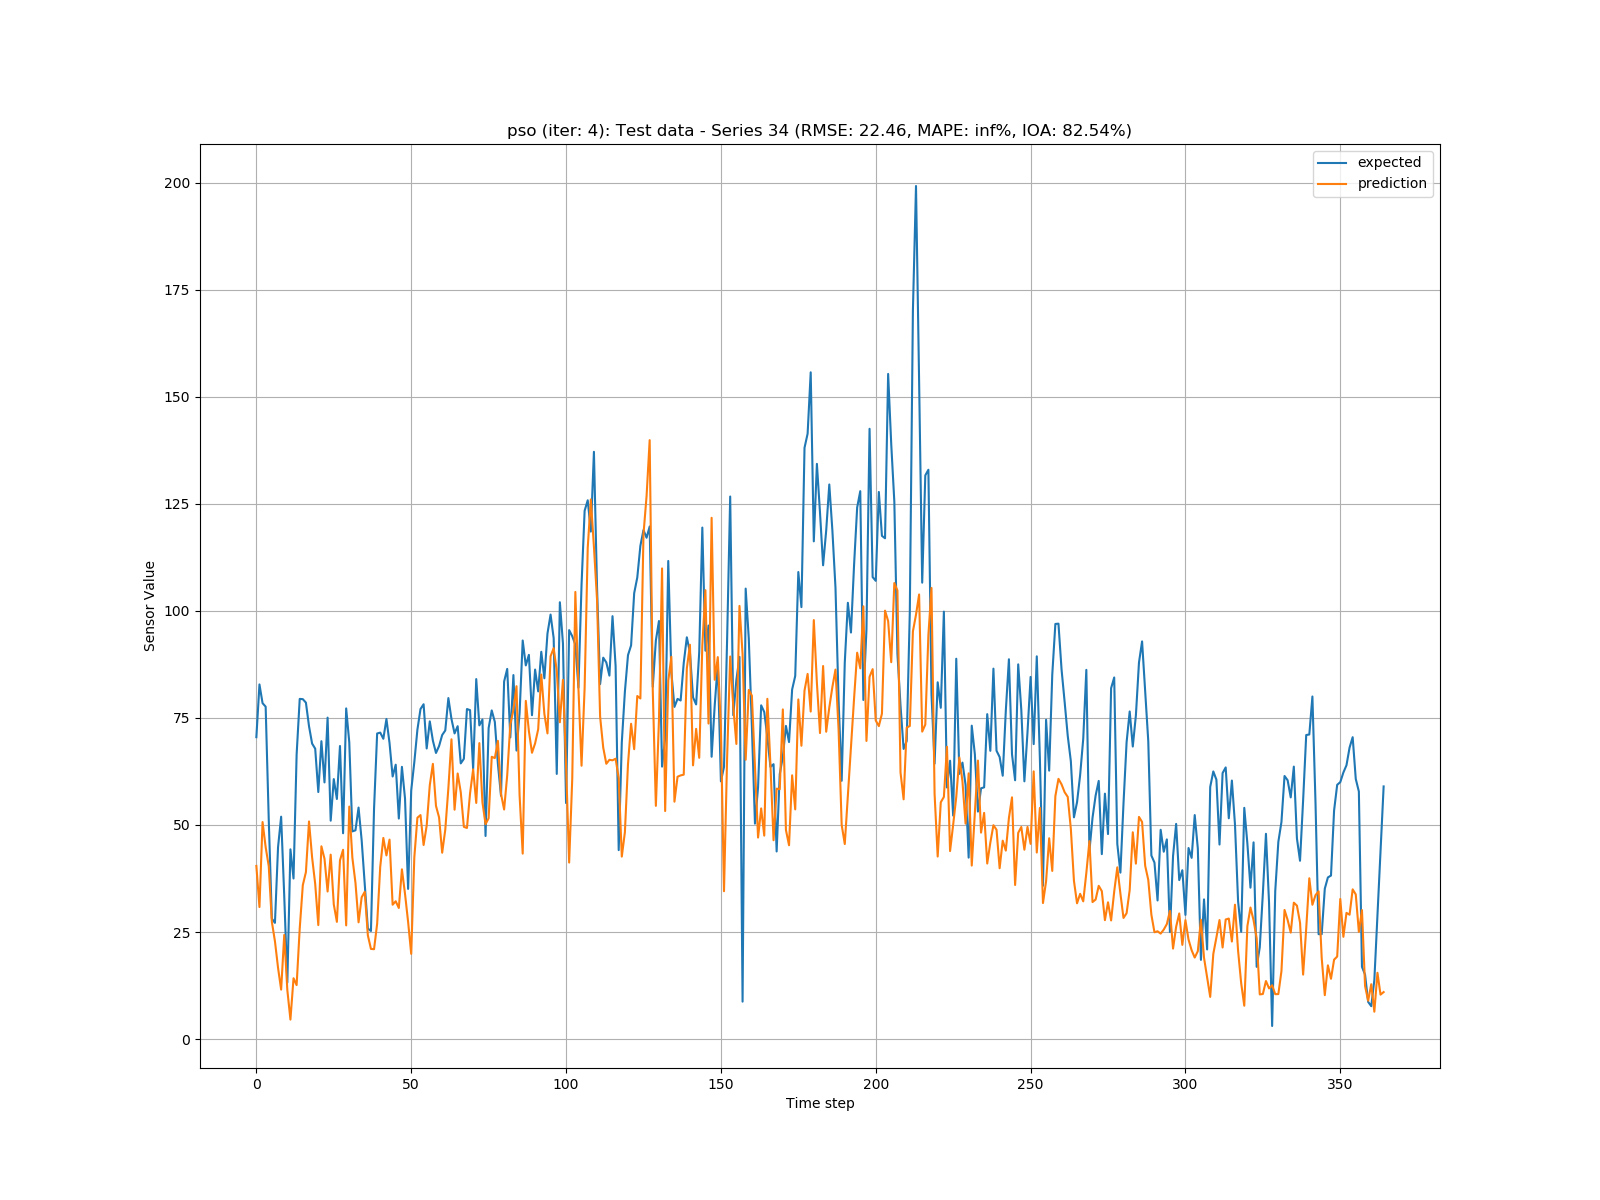 pso (iter: 4): Test data - Series 34 (RMSE: 22.46, MAPE: inf%, IOA: 82.54%)
expected
prediction
200
175
150
125
100
75
50
25
0
Sensor Value
0 50 100 150 200 250 300 350
Time step